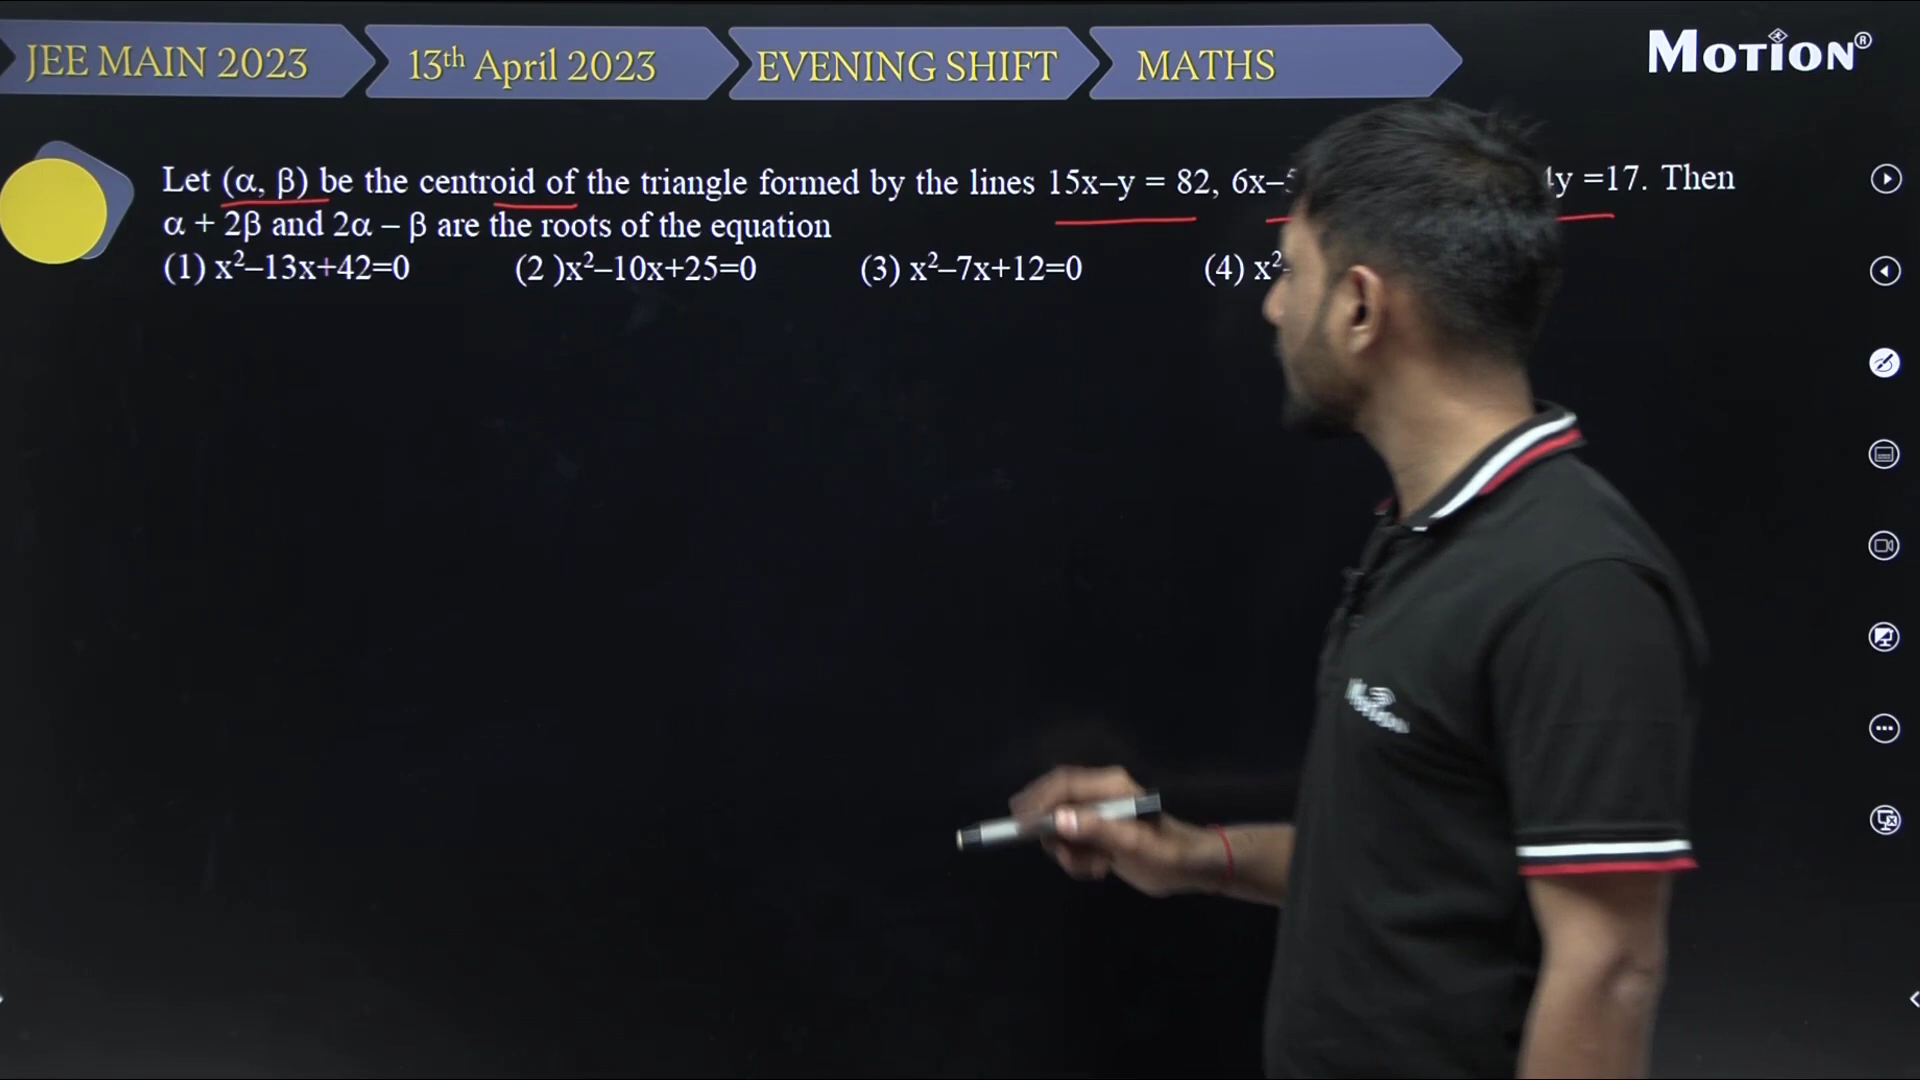 JEE MAIN 2023 13th April 2023 EVENING SHIFT MATHS MOTION®
Let (α, β) be the centroid of the triangle formed by the lines 15x–y = 82, 6x– y =17. Then
α + 2β and 2α – β are the roots of the equation
(1) x²–13x+42=0 (2 )x²–10x+25=0 (3) x²–7x+12=0 (4) x²